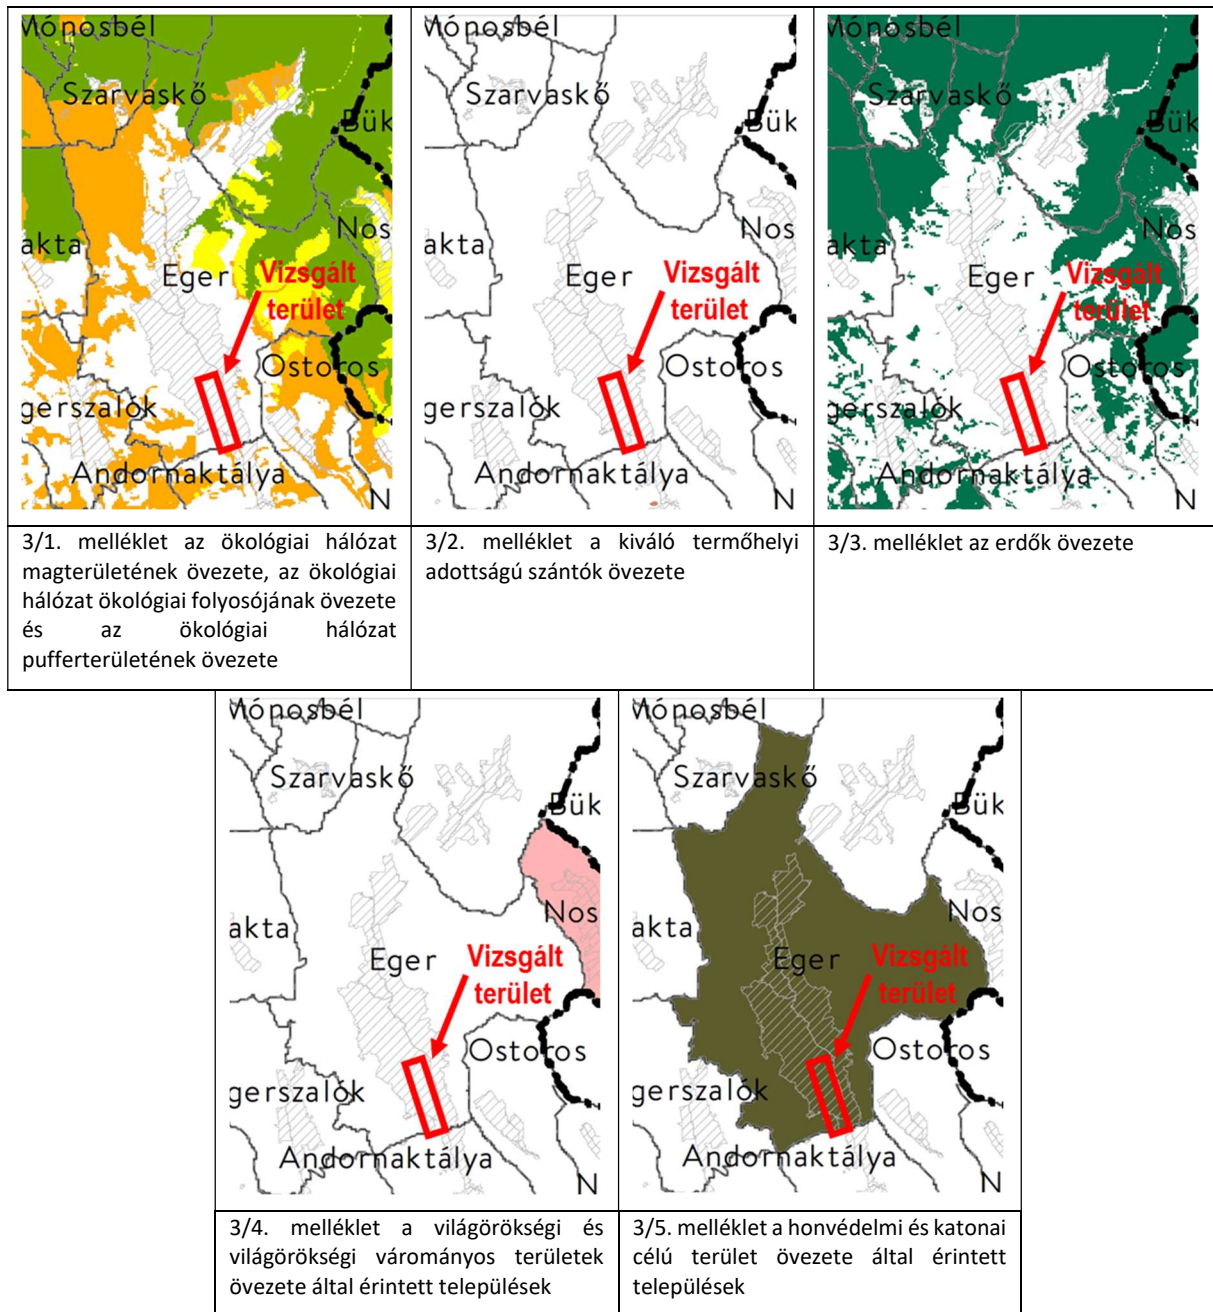 Mónosbél
Szarvaskő
Bük
Nos
akta
Eger
Vizsgált
terület
Ostoros
gerszalók
Andornaktálya
N
Mónosbél
Szarvaskő
Bük
Nos
akta
Eger
Vizsgált
terület
Ostoros
gerszalók
Andornaktálya
N
Mónosbél
Szarvaskő
Bük
Nos
akta
Eger
Vizsgált
terület
Ostoros
gerszalók
Andornaktálya
N
3/1. melléklet az ökológiai hálózat
magterületének övezete, az ökológiai
hálózat ökológiai folyosójának övezete
és az ökológiai hálózat
pufferterületének övezete
3/2. melléklet a kiváló termőhelyi
adottságú szántók övezete
3/3. melléklet az erdők övezete
Mónosbél
Szarvaskő
Bük
Nos
akta
Eger
Vizsgált
terület
Ostoros
gerszalók
Andornaktálya
N
Mónosbél
Szarvaskő
Bük
Nos
akta
Eger
Vizsgált
terület
Ostoros
gerszalók
Andornaktálya
N
3/4. melléklet a világörökségi és
világörökségi várományos területek
övezete által érintett települések
3/5. melléklet a honvédelmi és katonai
célú terület övezete által érintett
települések